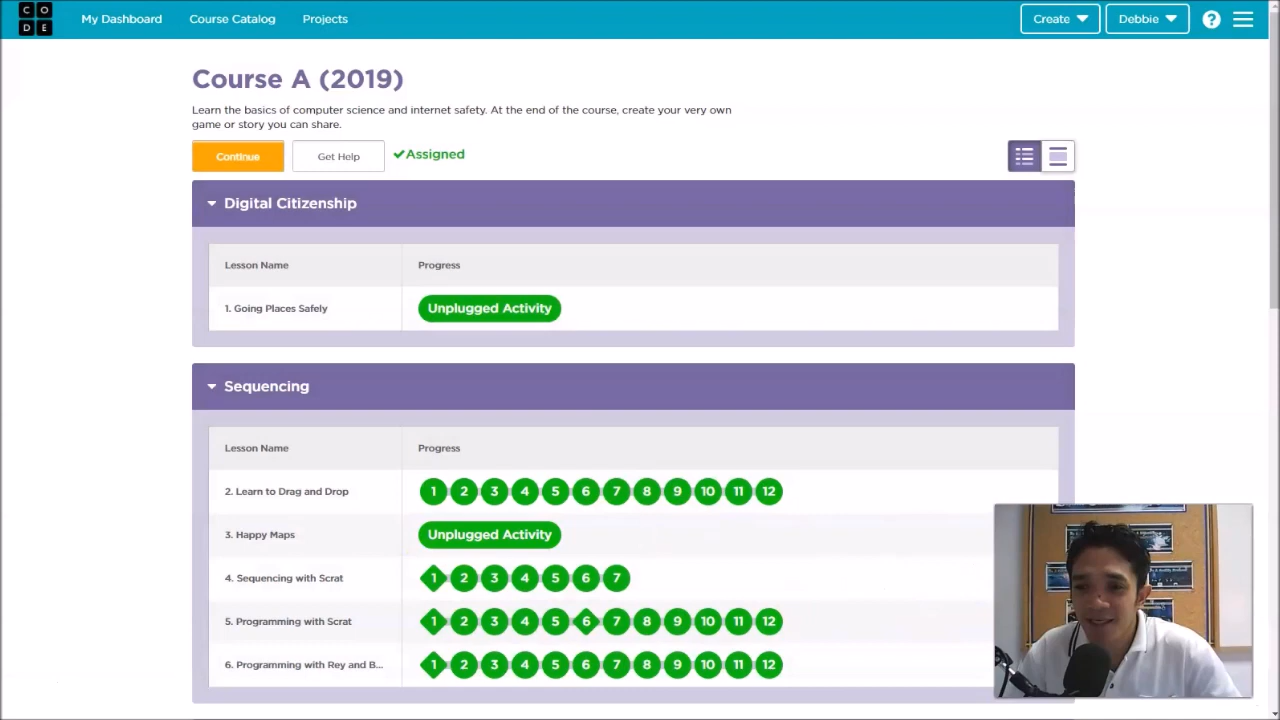 CODE
My Dashboard Course Catalog Projects Create Debbie ?
Course A (2019)
Learn the basics of computer science and internet safety. At the end of the course, create your very own
game or story you can share.
Continue Get Help Assigned
Digital Citizenship
Lesson Name Progress
1. Going Places Safely Unplugged Activity
Sequencing
Lesson Name Progress
2. Learn to Drag and Drop 1 2 3 4 5 6 7 8 9 10 11 12
3. Happy Maps Unplugged Activity
4. Sequencing with Scrat 1 2 3 4 5 6 7
5. Programming with Scrat 1 2 3 4 5 6 7 8 9 10 11 12
6. Programming with Rey and B... 1 2 3 4 5 6 7 8 9 10 11 12